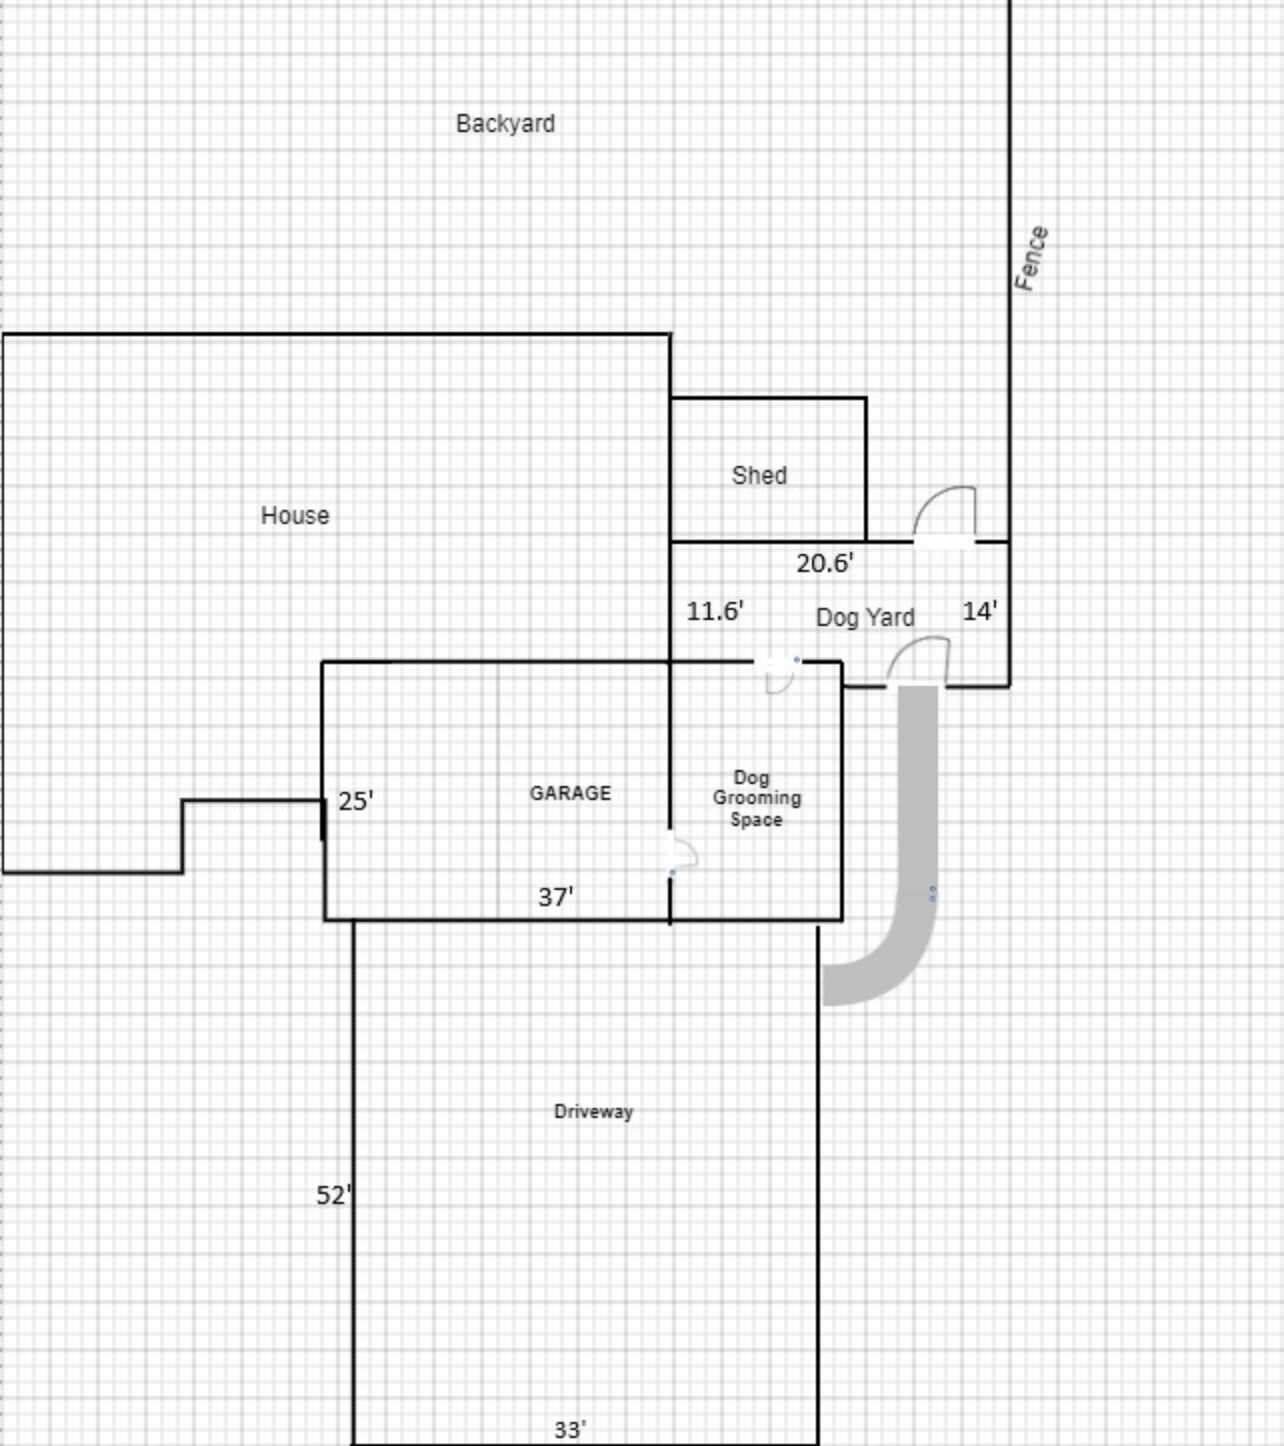 Backyard
Fence
Shed
House
20.6'
11.6'
Dog Yard
14'
Dog
Grooming
Space
25'
GARAGE
37'
Driveway
52'
33'